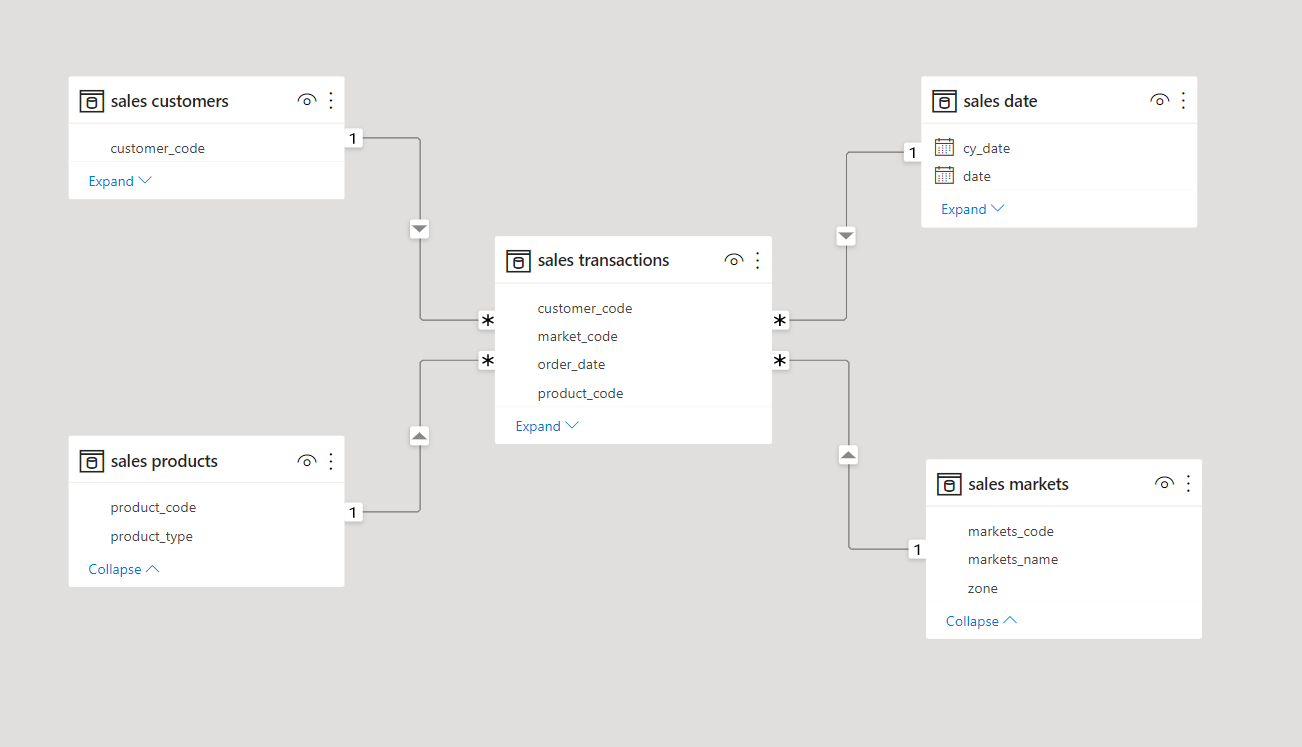 sales customers
customer_code
Expand
1
sales date
cy_date
date
Expand
1
sales transactions
customer_code
market_code
order_date
product_code
Expand
*
*
*
*
sales products
product_code
product_type
Collapse
1
sales markets
markets_code
markets_name
zone
Collapse
1